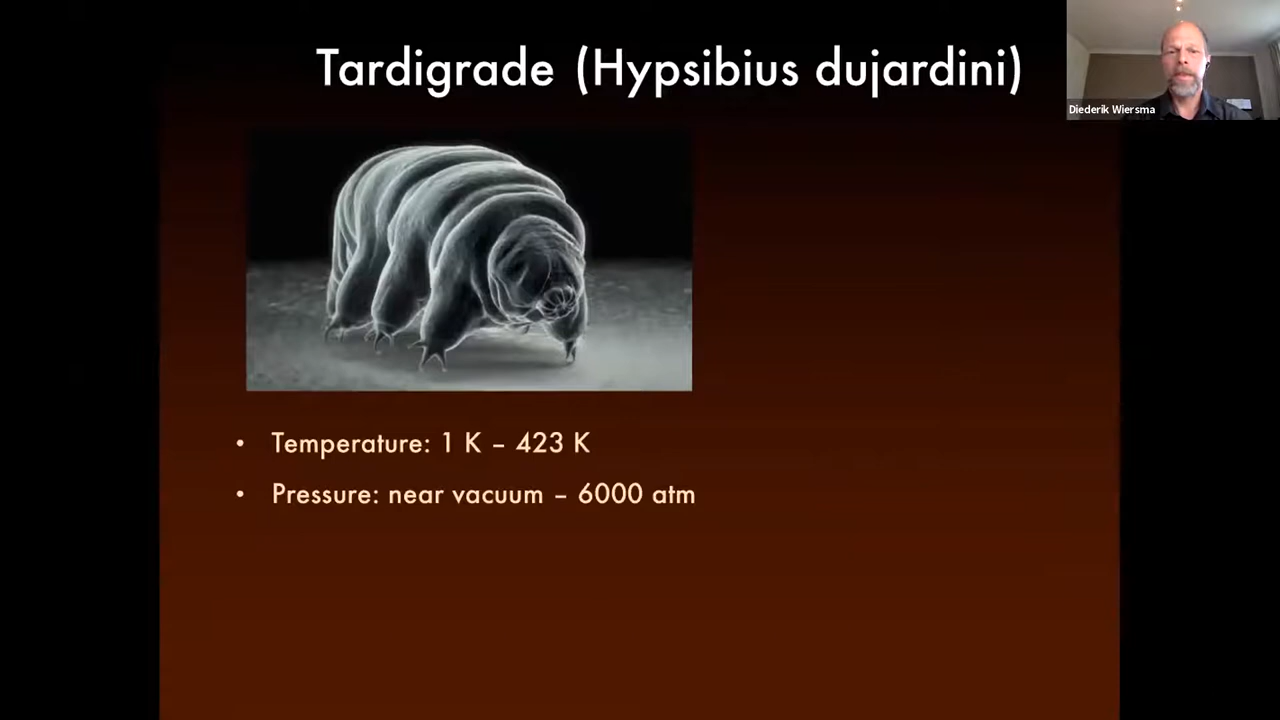 Tardigrade (Hypsibius dujardini)
Diederik Wiersma
• Temperature: 1 K – 423 K
• Pressure: near vacuum – 6000 atm